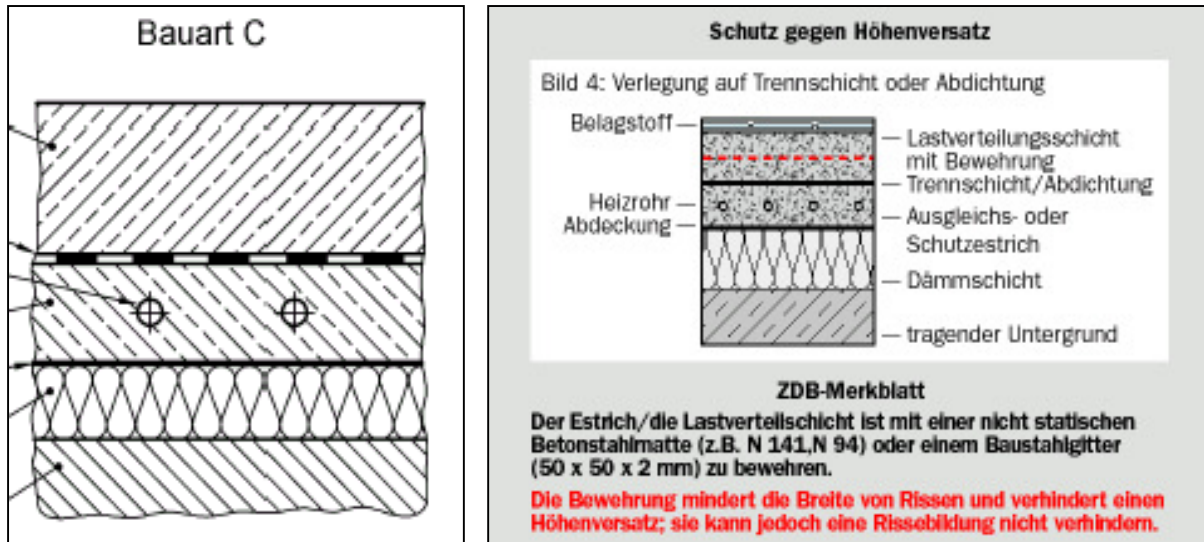 Bauart C
Schutz gegen Höhenversatz
Bild 4: Verlegung auf Trennschicht oder Abdichtung
Belagstoff
Lastverteilungsschicht
mit Bewehrung
Trennschicht/Abdichtung
Heizrohr
Abdeckung
Ausgleichs- oder
Schutzestrich
Dämmschicht
tragender Untergrund
ZDB-Merkblatt
Der Estrich/die Lastverteilschicht ist mit einer nicht statischen
Betonstahlmatte (z.B. N 141,N 94) oder einem Baustahlgitter
(50 x 50 x 2 mm) zu bewehren.
Die Bewehrung mindert die Breite von Rissen und verhindert einen
Höhenversatz; sie kann jedoch eine Rissebildung nicht verhindern.